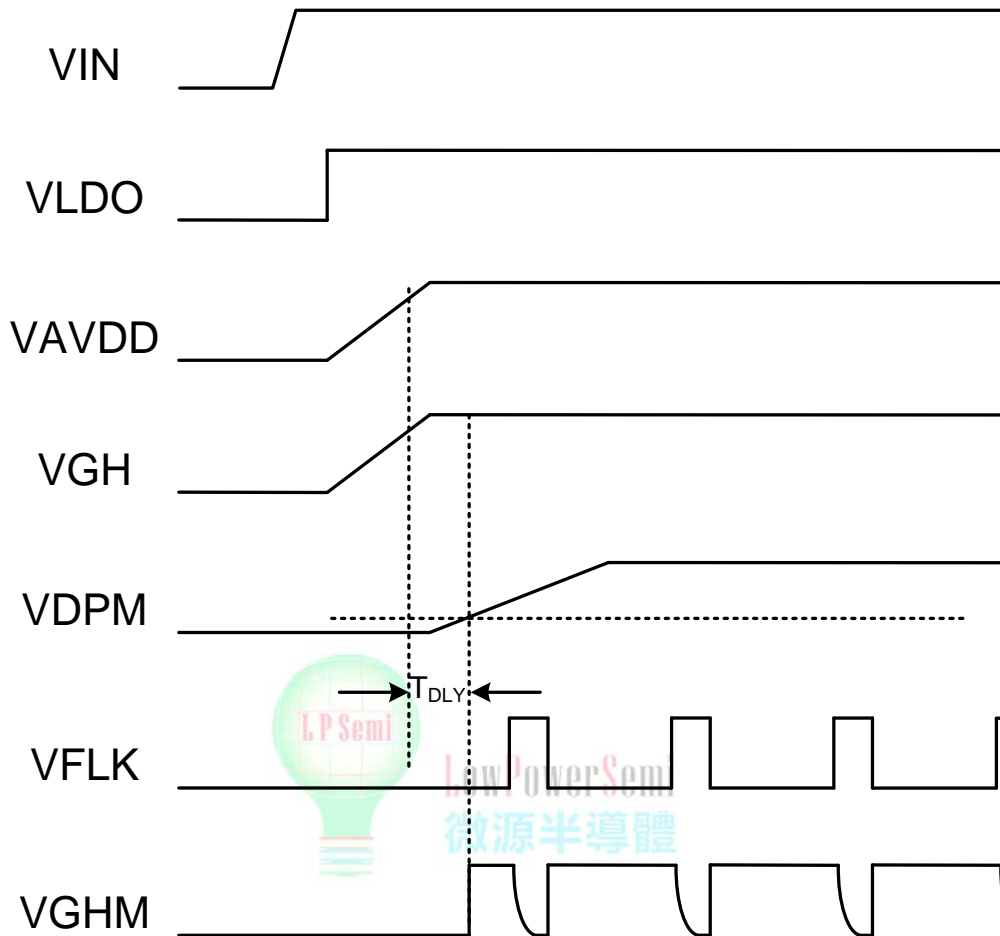 VIN
VLDO
VAVDD
VGH
VDPM
TDLY
LP Semi
VFLK
LowPowerSemi
微源半導體
VGHM